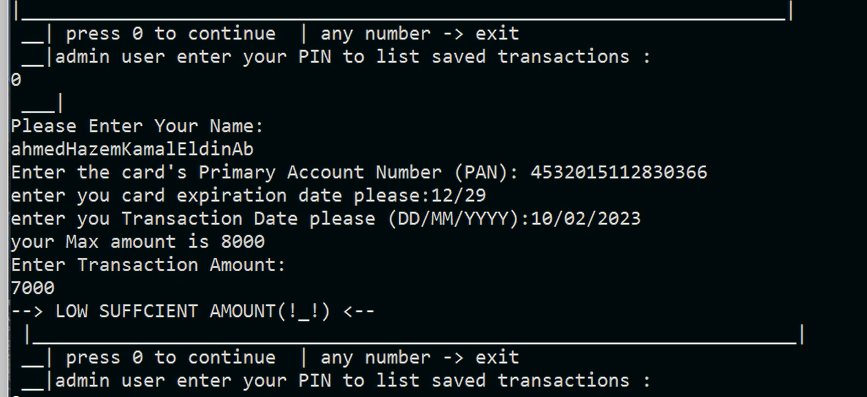 |____________________________________________________________________|
__| press 0 to continue | any number -> exit
__|admin user enter your PIN to list saved transactions :
0
___|
Please Enter Your Name:
ahmedHazemKamalEldinAb
Enter the card's Primary Account Number (PAN): 4532015112830366
enter you card expiration date please:12/29
enter you Transaction Date please (DD/MM/YYYY):10/02/2023
your Max amount is 8000
Enter Transaction Amount:
7000
--> LOW SUFFCIENT AMOUNT(!_!) <--
|____________________________________________________________________|
__| press 0 to continue | any number -> exit
__|admin user enter your PIN to list saved transactions :